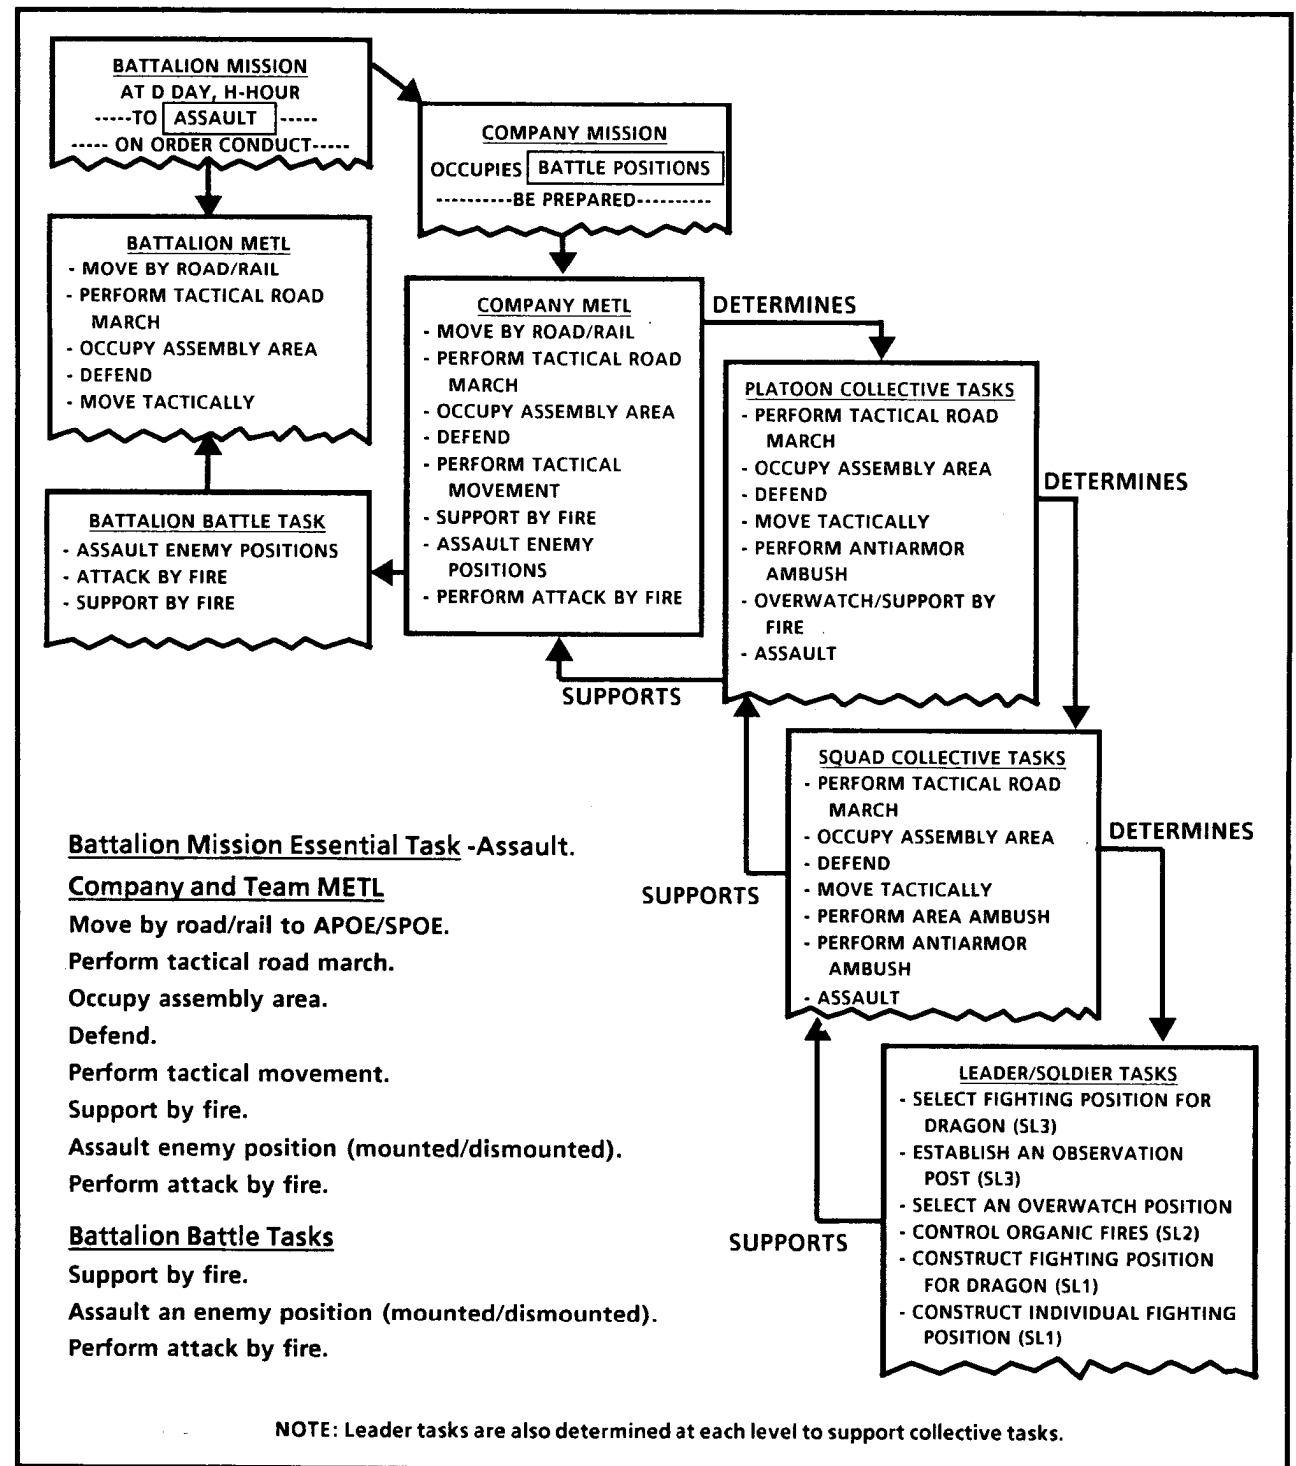 BATTALION MISSION
AT D DAY, H-HOUR
-----TO ASSAULT -----
----- ON ORDER CONDUCT-----
COMPANY MISSION
OCCUPIES BATTLE POSITIONS
----------BE PREPARED----------
BATTALION METL
- MOVE BY ROAD/RAIL
- PERFORM TACTICAL ROAD
MARCH
- OCCUPY ASSEMBLY AREA
- DEFEND
- MOVE TACTICALLY
BATTALION BATTLE TASK
- ASSAULT ENEMY POSITIONS
- ATTACK BY FIRE
- SUPPORT BY FIRE
COMPANY METL
- MOVE BY ROAD/RAIL
- PERFORM TACTICAL ROAD
MARCH
- OCCUPY ASSEMBLY AREA
- DEFEND
- PERFORM TACTICAL
MOVEMENT
- SUPPORT BY FIRE
- ASSAULT ENEMY
POSITIONS
- PERFORM ATTACK BY FIRE
DETERMINES
PLATOON COLLECTIVE TASKS
- PERFORM TACTICAL ROAD
MARCH
- OCCUPY ASSEMBLY AREA
- DEFEND
- MOVE TACTICALLY
- PERFORM ANTIARMOR
AMBUSH
- OVERWATCH/SUPPORT BY
FIRE
- ASSAULT
SUPPORTS
DETERMINES
SQUAD COLLECTIVE TASKS
- PERFORM TACTICAL ROAD
MARCH
- OCCUPY ASSEMBLY AREA
- DEFEND
- MOVE TACTICALLY
- PERFORM AREA AMBUSH
- PERFORM ANTIARMOR
AMBUSH
- ASSAULT
SUPPORTS
DETERMINES
LEADER/SOLDIER TASKS
- SELECT FIGHTING POSITION FOR
DRAGON (SL3)
- ESTABLISH AN OBSERVATION
POST (SL3)
- SELECT AN OVERWATCH POSITION
- CONTROL ORGANIC FIRES (SL2)
- CONSTRUCT FIGHTING POSITION
FOR DRAGON (SL1)
- CONSTRUCT INDIVIDUAL FIGHTING
POSITION (SL1)
SUPPORTS
Battalion Mission Essential Task -Assault.
Company and Team METL
Move by road/rail to APOE/SPOE.
Perform tactical road march.
Occupy assembly area.
Defend.
Perform tactical movement.
Support by fire.
Assault enemy position (mounted/dismounted).
Perform attack by fire.
Battalion Battle Tasks
Support by fire.
Assault an enemy position (mounted/dismounted).
Perform attack by fire.
NOTE: Leader tasks are also determined at each level to support collective tasks.